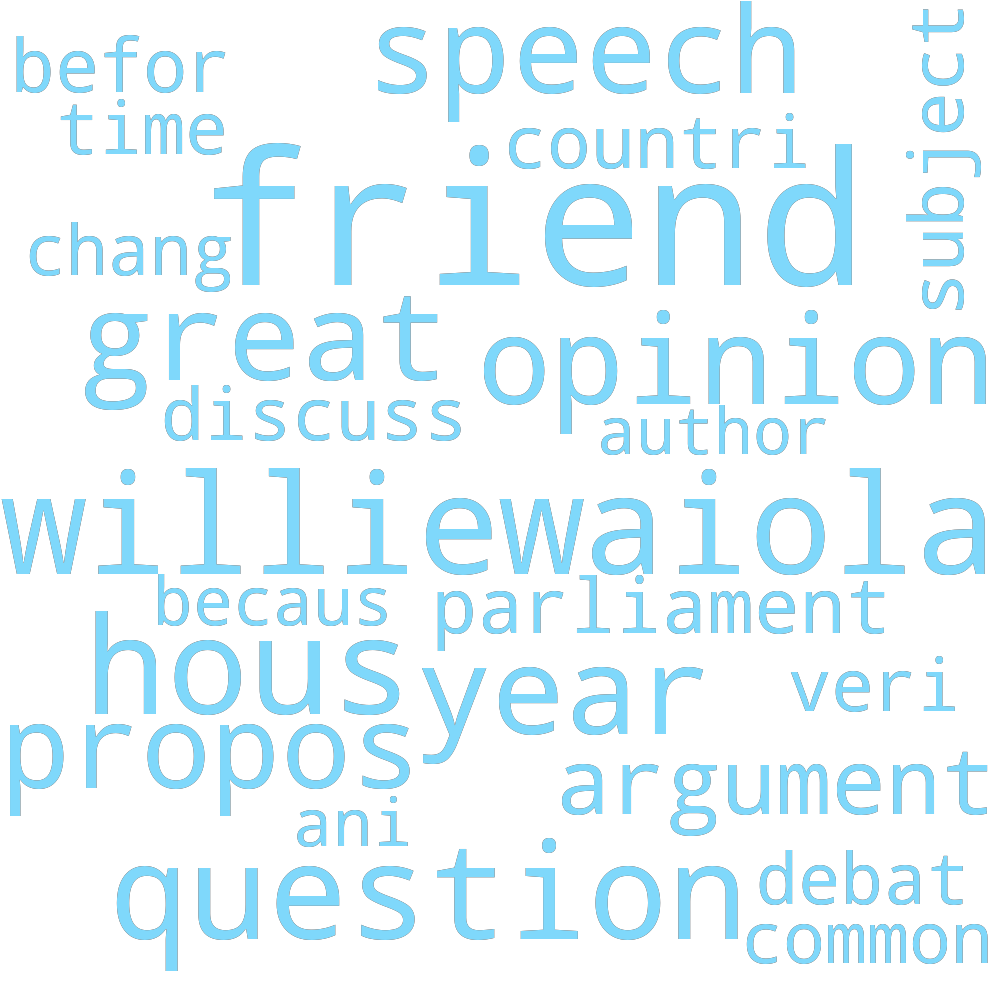 speech
befor
subject
time
countri
friend
chang
great
opinion
discuss
author
williewaiola
becaus
parliament
hous
year
veri
propos
argument
ani
question
debat
common